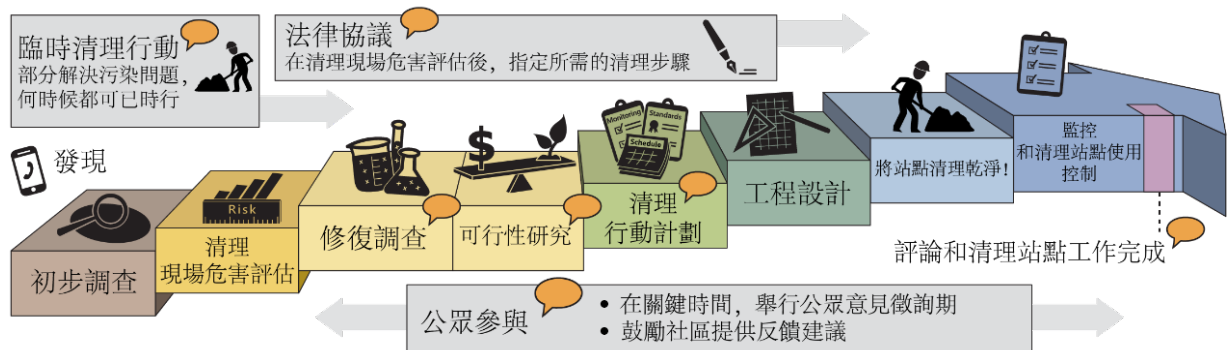 臨時清理行動
部分解決污染問題，
何時候都可已時行
法律協議
在清理現場危害評估後，指定所需的清理步驟
發現
初步調查
Risk
清理
現場危害評估
修復調查
$
可行性研究
Monitoring
Standards
Schedule
清理
行動計劃
工程設計
將站點清理乾淨!
監控
和清理站點使用
控制
評論和清理站點工作完成
公眾參與
• 在關鍵時間，舉行公眾意見徵詢期
• 鼓勵社區提供反饋建議